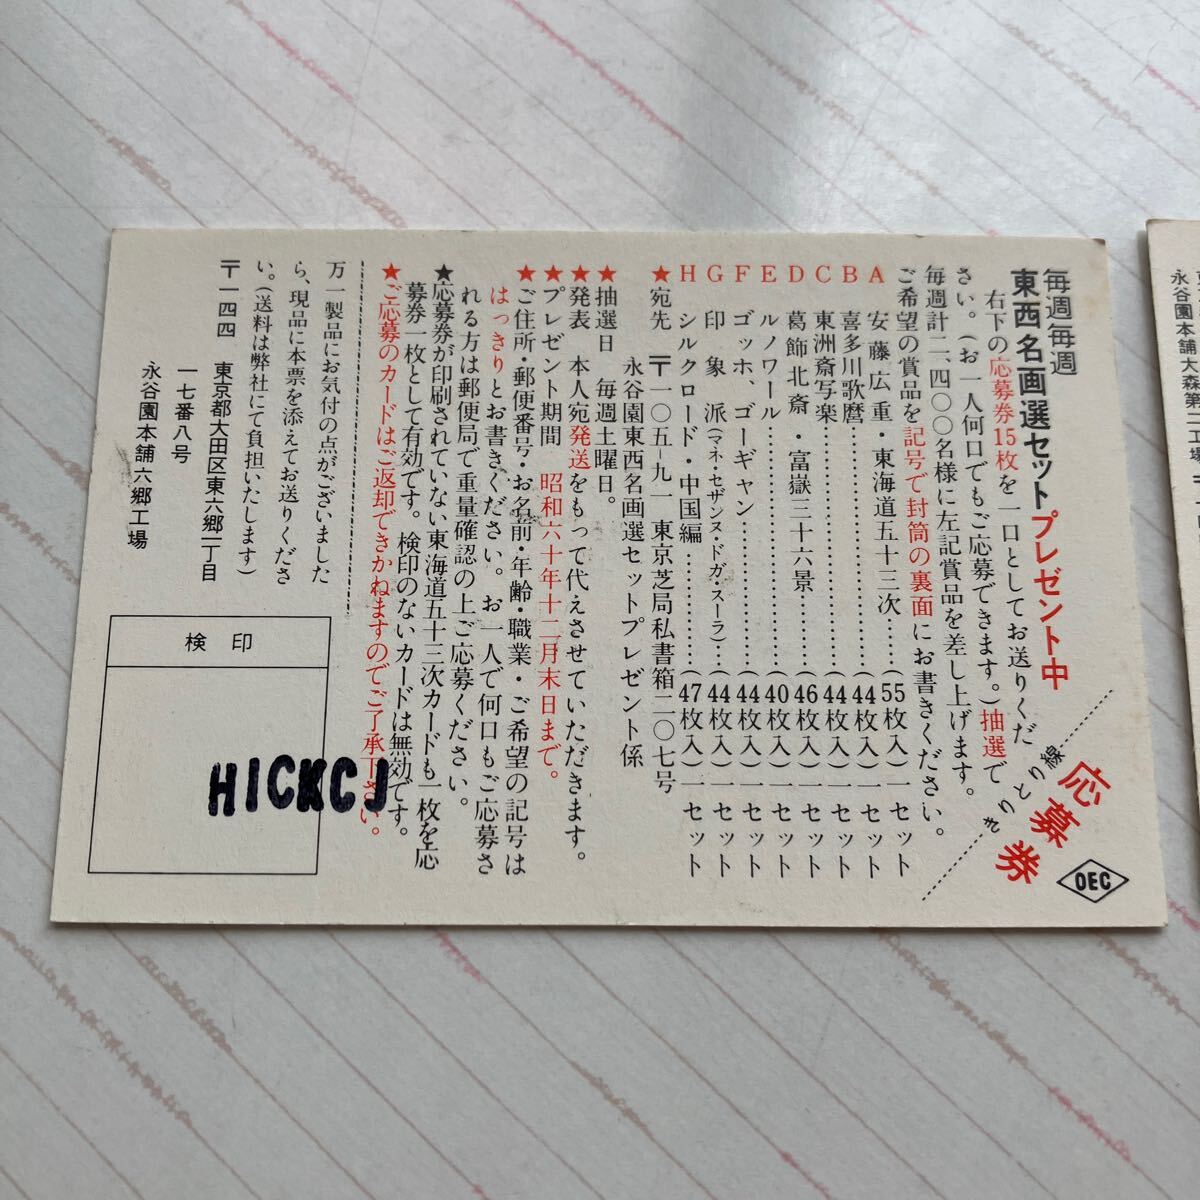 毎週毎週
東西名画選セットプレゼント中
右下の応募券15枚を一口としてお送りくだ
さい。(お一人何口でもご応募できます。)抽選で
毎週計二、四〇〇名様に左記賞品を差し上げます。
ご希望の賞品を記号で封筒の裏面にお書きください。
A 安藤広重・東海道五十三次……(55枚入)一セット
B 喜多川歌麿……………………(44枚入)一セット
C 東洲斎写楽……………………(44枚入)一セット
D 葛飾北斎・富嶽三十六景……(46枚入)一セット
E ルノワール……………………(40枚入)一セット
F ゴッホ、ゴーギャン…………(44枚入)一セット
G 印象派(マネ・セザンヌ・ドガ・スーラ)…(44枚入)一セット
H シルクロード・中国編………(47枚入)一セット
★宛先 〒一〇五-九一 東京芝局私書箱二〇七号
永谷園東西名画選セットプレゼント係
★抽選日 毎週土曜日。
★発表 本人宛発送をもって代えさせていただきます。
★プレゼント期間 昭和六十年十二月末日まで。
★ご住所・郵便番号・お名前・年齢・職業・ご希望の記号は
はっきりとお書きください。お一人で何口もご応募さ
れる方は郵便局で重量確認の上ご応募ください。
★応募券が印刷されていない東海道五十三次カードも一枚を応
募券一枚として有効です。検印のないカードは無効です。
★ご応募のカードはご返却できかねますのでご了承下さい。
線より切りとり
応募券
OEC
万一製品にお気付の点がございました
ら、現品に本票を添えてお送りくださ
い。(送料は弊社にて負担いたします)
〒一四四 東京都大田区東六郷一丁目
一七番八号
永谷園本舗六郷工場
検印
HICKCJ
永谷園本舗大森第二工場